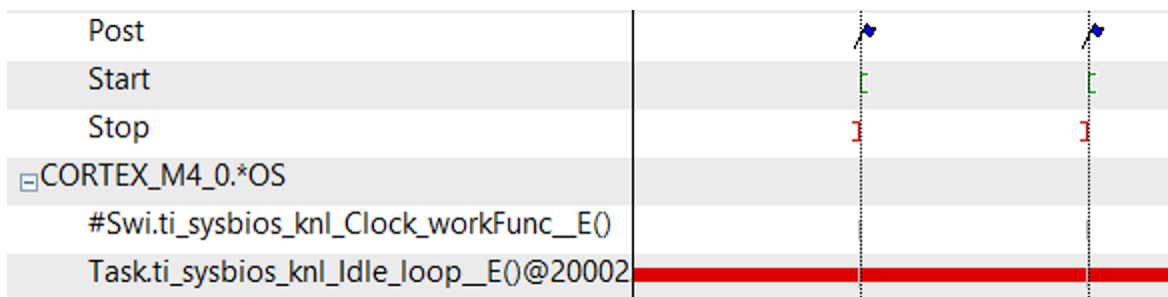 Post
Start
Stop
CORTEX_M4_0.*OS
#Swi.ti_sysbios_knl_Clock_workFunc__E()
Task.ti_sysbios_knl_Idle_loop__E()@20002